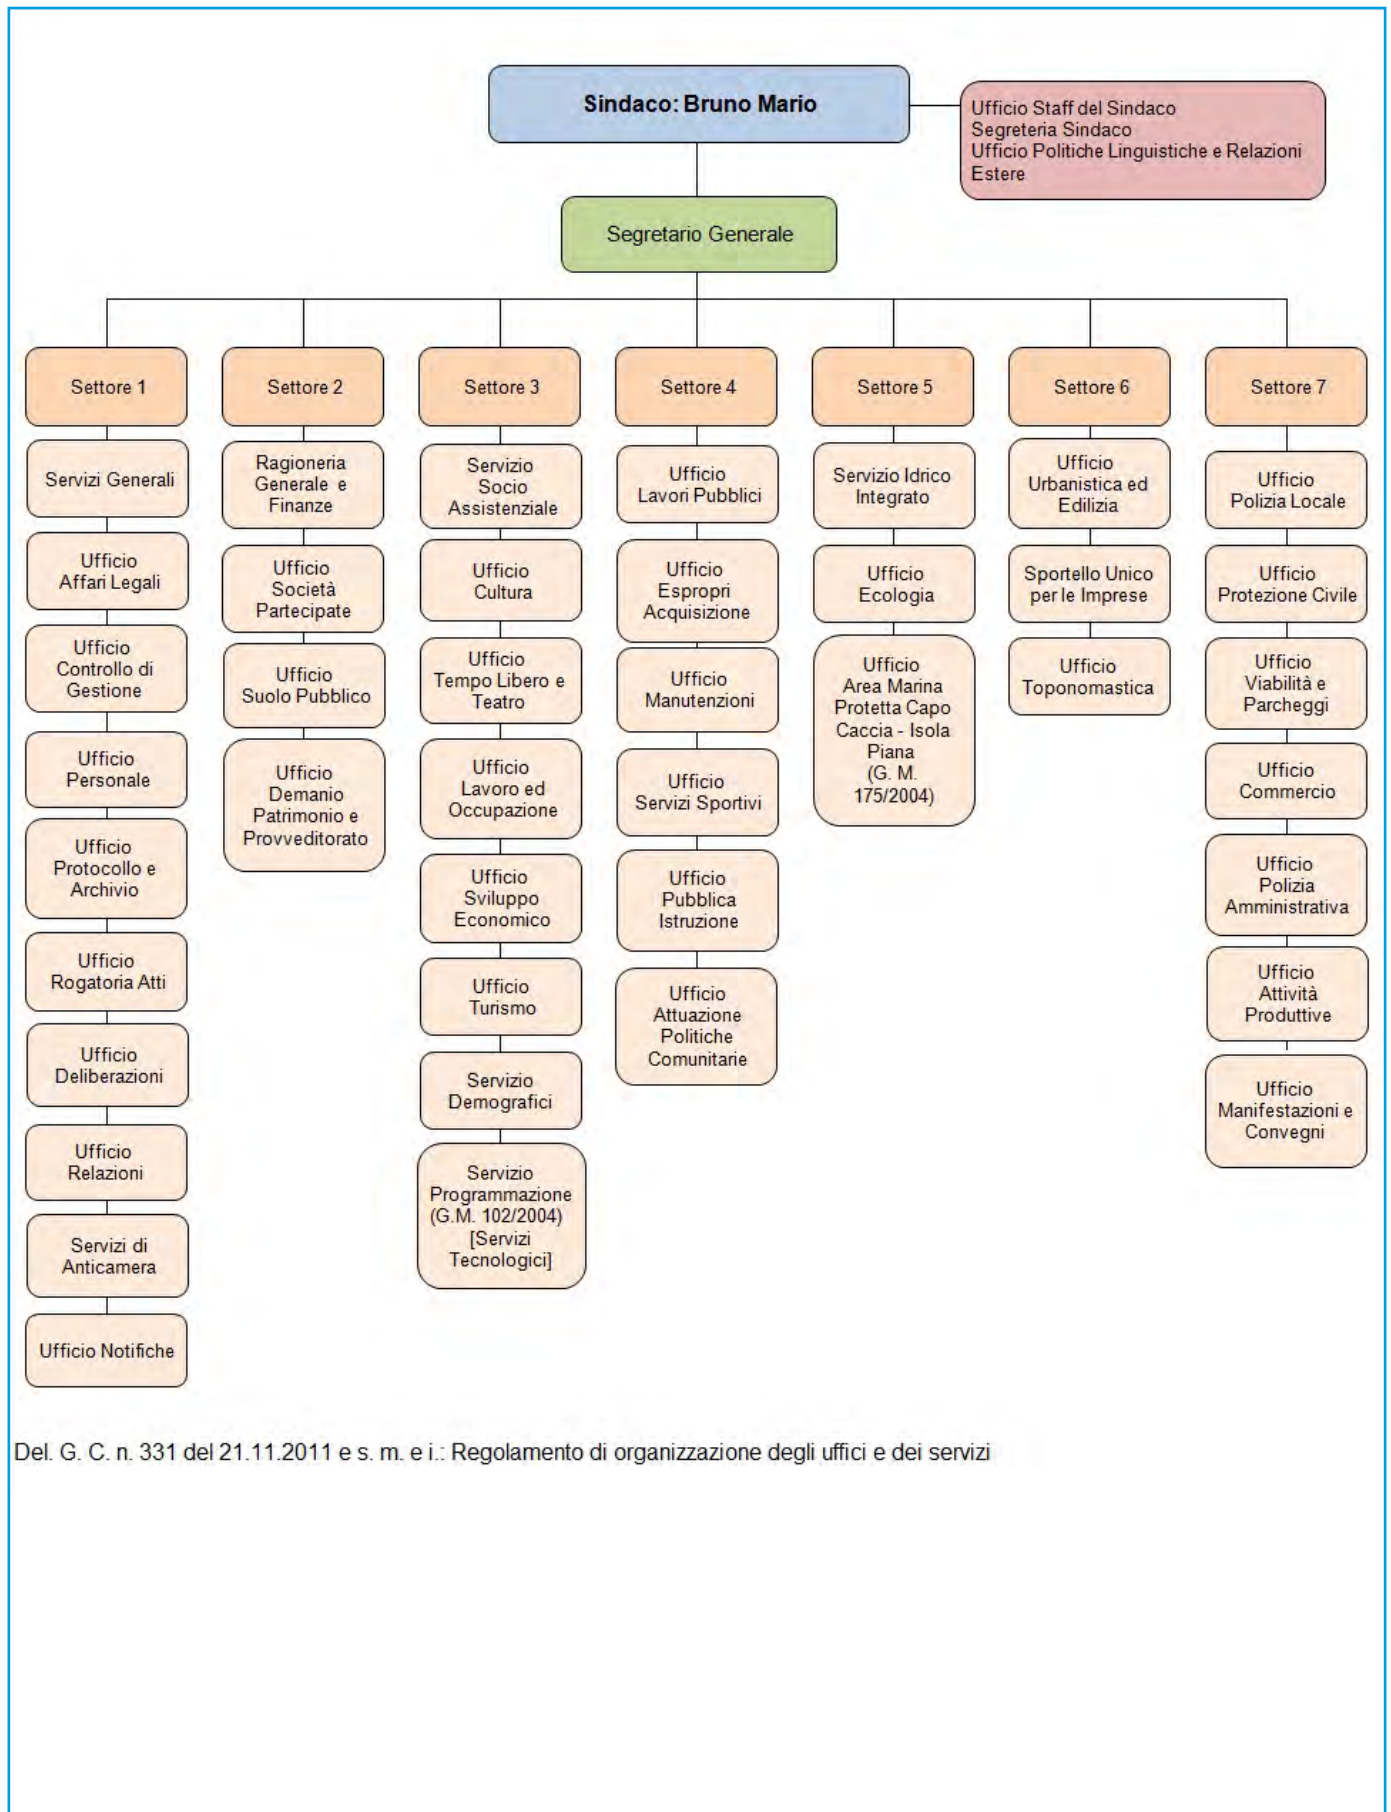 Sindaco: Bruno Mario
Ufficio Staff del Sindaco
Segreteria Sindaco
Ufficio Politiche Linguistiche e Relazioni
Estere
Segretario Generale
Settore 1
Servizi Generali
Ufficio
Affari Legali
Ufficio
Controllo di
Gestione
Ufficio
Personale
Ufficio
Protocollo e
Archivio
Ufficio
Rogatoria Atti
Ufficio
Deliberazioni
Ufficio
Relazioni
Servizi di
Anticamera
Ufficio Notifiche
Settore 2
Ragioneria
Generale e
Finanze
Ufficio
Società
Partecipate
Ufficio
Suolo Pubblico
Ufficio
Demanio
Patrimonio e
Provveditorato
Settore 3
Servizio
Socio
Assistenziale
Ufficio
Cultura
Ufficio
Tempo Libero e
Teatro
Ufficio
Lavoro ed
Occupazione
Ufficio
Sviluppo
Economico
Ufficio
Turismo
Servizio
Demografici
Servizio
Programmazione
(G.M. 102/2004)
[Servizi
Tecnologici]
Settore 4
Ufficio
Lavori Pubblici
Ufficio
Espropri
Acquisizione
Ufficio
Manutenzioni
Ufficio
Servizi Sportivi
Ufficio
Pubblica
Istruzione
Ufficio
Attuazione
Politiche
Comunitarie
Settore 5
Servizio Idrico
Integrato
Ufficio
Ecologia
Ufficio
Area Marina
Protetta Capo
Caccia - Isola
Piana
(G. M.
175/2004)
Settore 6
Ufficio
Urbanistica ed
Edilizia
Sportello Unico
per le Imprese
Ufficio
Toponomastica
Settore 7
Ufficio
Polizia Locale
Ufficio
Protezione Civile
Ufficio
Viabilità e
Parcheggi
Ufficio
Commercio
Ufficio
Polizia
Amministrativa
Ufficio
Attività
Produttive
Ufficio
Manifestazioni e
Convegni
Del. G. C. n. 331 del 21.11.2011 e s. m. e i.: Regolamento di organizzazione degli uffici e dei servizi